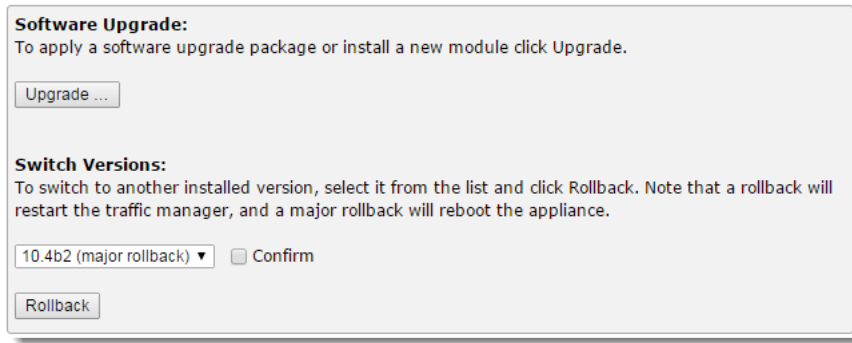 Software Upgrade:
To apply a software upgrade package or install a new module click Upgrade.
Upgrade ...
Switch Versions:
To switch to another installed version, select it from the list and click Rollback. Note that a rollback will
restart the traffic manager, and a major rollback will reboot the appliance.
10.4b2 (major rollback) ▼ Confirm
Rollback